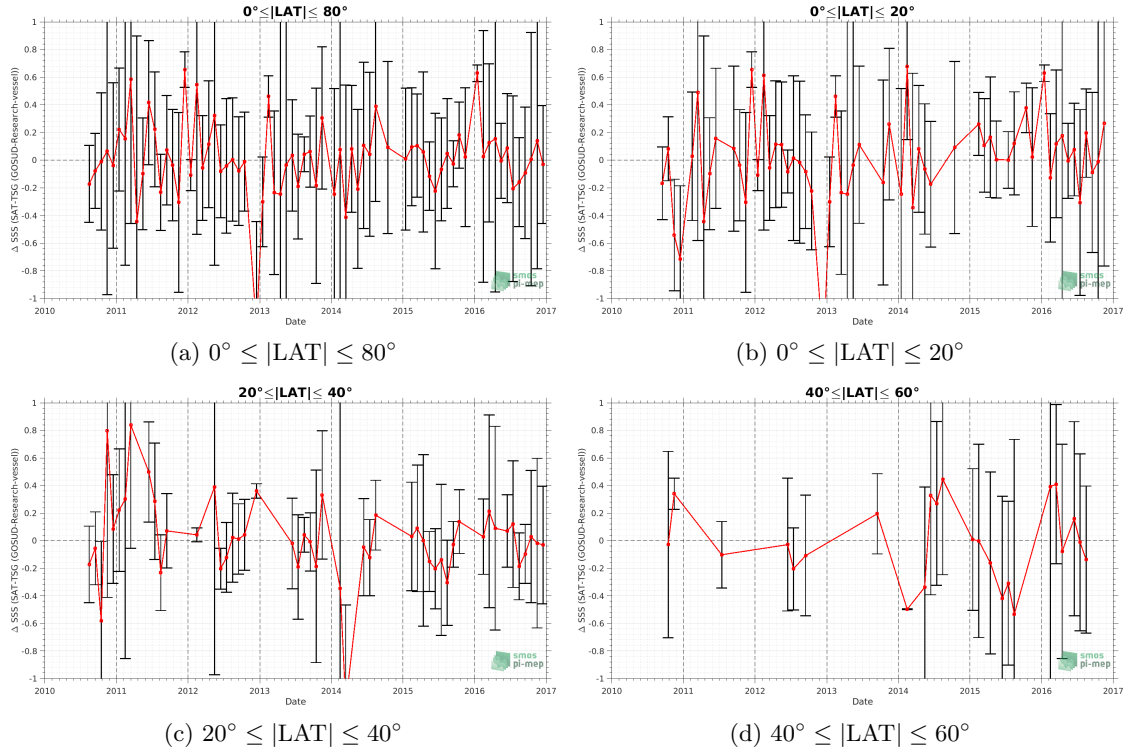 0°≤|LAT|≤ 80°
Δ SSS (SAT-TSG (GOSUD-Research-vessel))
1
0.8
0.6
0.4
0.2
0
-0.2
-0.4
-0.6
-0.8
-1
2010 2011 2012 2013 2014 2015 2016 2017
Date
smos
pi-mep
(a) 0° ≤ |LAT| ≤ 80°
0°≤|LAT|≤ 20°
Δ SSS (SAT-TSG (GOSUD-Research-vessel))
1
0.8
0.6
0.4
0.2
0
-0.2
-0.4
-0.6
-0.8
-1
2010 2011 2012 2013 2014 2015 2016 2017
Date
smos
pi-mep
(b) 0° ≤ |LAT| ≤ 20°
20°≤|LAT|≤ 40°
Δ SSS (SAT-TSG (GOSUD-Research-vessel))
1
0.8
0.6
0.4
0.2
0
-0.2
-0.4
-0.6
-0.8
-1
2010 2011 2012 2013 2014 2015 2016 2017
Date
smos
pi-mep
(c) 20° ≤ |LAT| ≤ 40°
40°≤|LAT|≤ 60°
Δ SSS (SAT-TSG (GOSUD-Research-vessel))
1
0.8
0.6
0.4
0.2
0
-0.2
-0.4
-0.6
-0.8
-1
2010 2011 2012 2013 2014 2015 2016 2017
Date
smos
pi-mep
(d) 40° ≤ |LAT| ≤ 60°